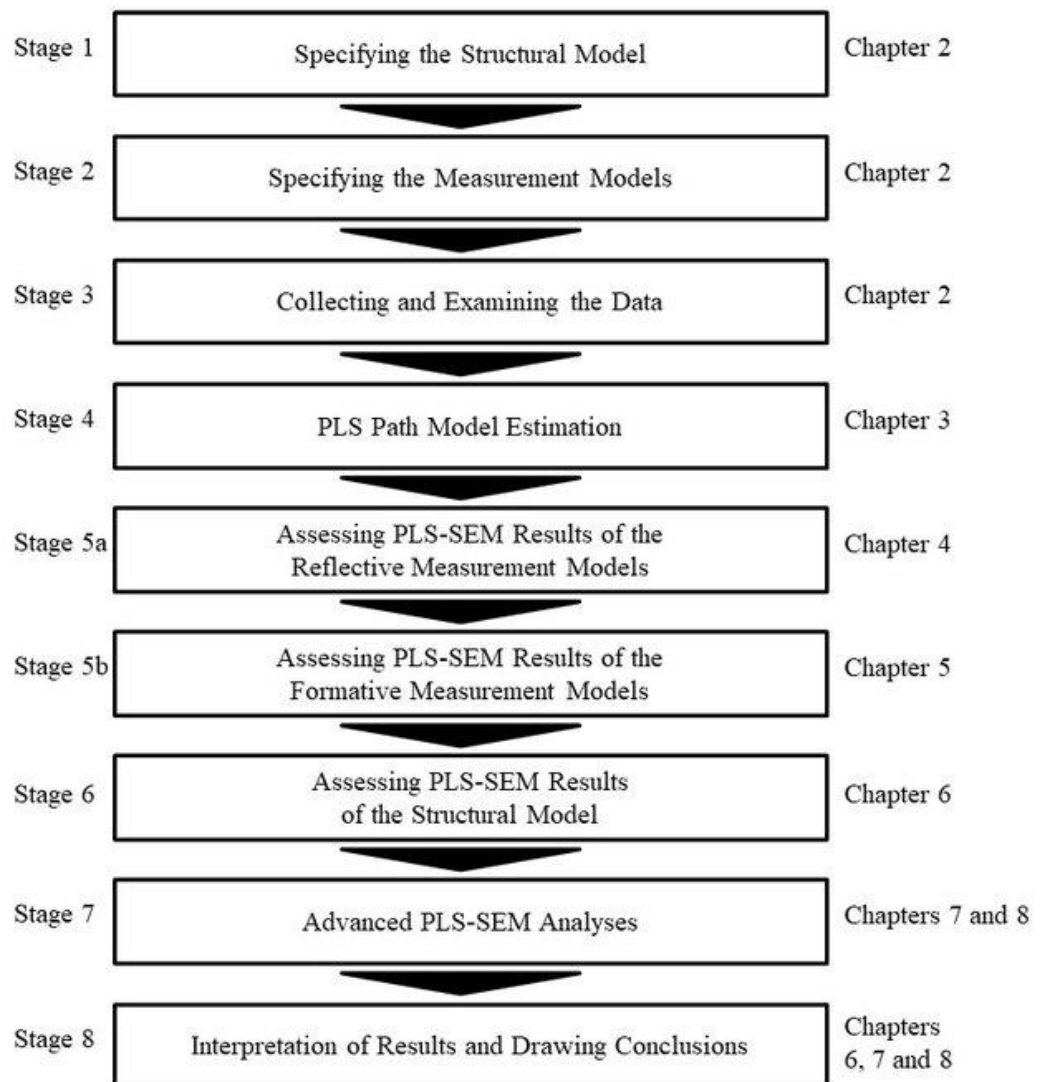 Stage 1
Specifying the Structural Model
Chapter 2
Stage 2
Specifying the Measurement Models
Chapter 2
Stage 3
Collecting and Examining the Data
Chapter 2
Stage 4
PLS Path Model Estimation
Chapter 3
Stage 5a
Assessing PLS-SEM Results of the
Reflective Measurement Models
Chapter 4
Stage 5b
Assessing PLS-SEM Results of the
Formative Measurement Models
Chapter 5
Stage 6
Assessing PLS-SEM Results
of the Structural Model
Chapter 6
Stage 7
Advanced PLS-SEM Analyses
Chapters 7 and 8
Stage 8
Interpretation of Results and Drawing Conclusions
Chapters
6, 7 and 8